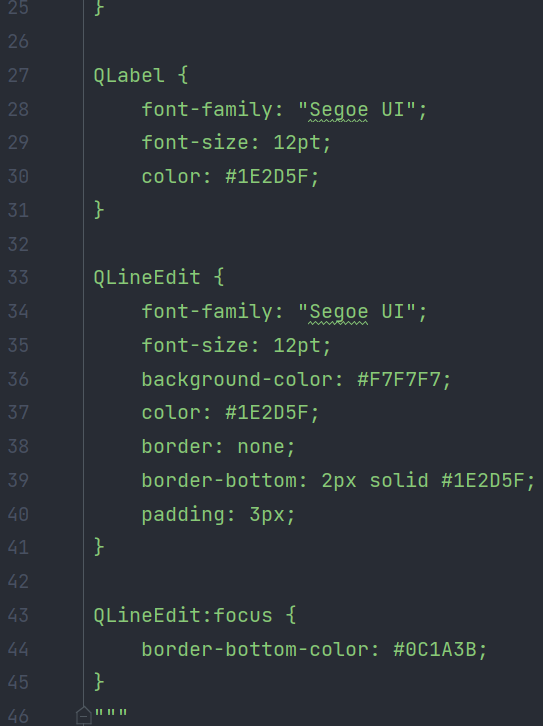 25 }
26
27 QLabel {
28 font-family: "Segoe UI";
29 font-size: 12pt;
30 color: #1E2D5F;
31 }
32
33 QLineEdit {
34 font-family: "Segoe UI";
35 font-size: 12pt;
36 background-color: #F7F7F7;
37 color: #1E2D5F;
38 border: none;
39 border-bottom: 2px solid #1E2D5F;
40 padding: 3px;
41 }
42
43 QLineEdit:focus {
44 border-bottom-color: #0C1A3B;
45 }
46 """